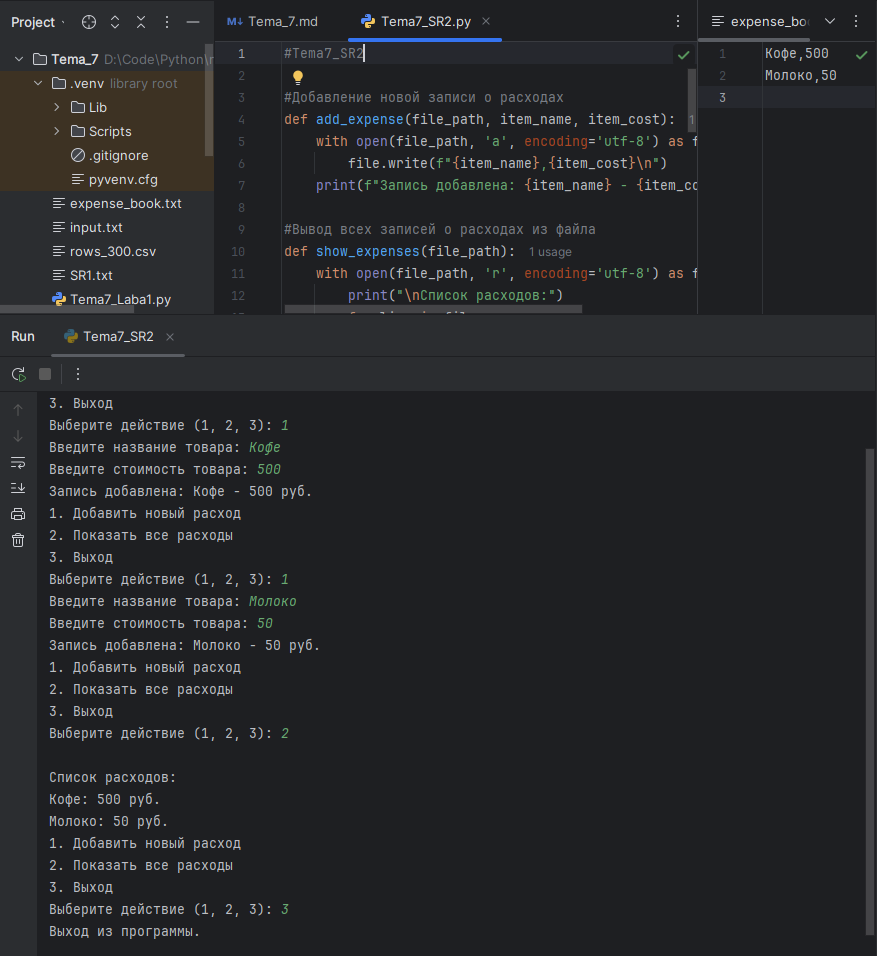 Project
Tema_7.md
Tema7_SR2.py
expense_bo
Tema_7 D:\Code\Python\
.venv library root
Lib
Scripts
.gitignore
pyvenv.cfg
expense_book.txt
input.txt
rows_300.csv
SR1.txt
Tema7_Laba1.py
1 #Tema7_SR2
2
3 #Добавление новой записи о расходах
4 def add_expense(file_path, item_name, item_cost): 1
5 with open(file_path, 'a', encoding='utf-8') as f
6 file.write(f"{item_name},{item_cost}\n")
7 print(f"Запись добавлена: {item_name} - {item_co
8
9 #Вывод всех записей о расходах из файла
10 def show_expenses(file_path): 1 usage
11 with open(file_path, 'r', encoding='utf-8') as f
12 print("\nСписок расходов:")
1 Кофе,500
2 Молоко,50
3
Run
Tema7_SR2
3. Выход
Выберите действие (1, 2, 3): 1
Введите название товара: Кофе
Введите стоимость товара: 500
Запись добавлена: Кофе - 500 руб.
1. Добавить новый расход
2. Показать все расходы
3. Выход
Выберите действие (1, 2, 3): 1
Введите название товара: Молоко
Введите стоимость товара: 50
Запись добавлена: Молоко - 50 руб.
1. Добавить новый расход
2. Показать все расходы
3. Выход
Выберите действие (1, 2, 3): 2
Список расходов:
Кофе: 500 руб.
Молоко: 50 руб.
1. Добавить новый расход
2. Показать все расходы
3. Выход
Выберите действие (1, 2, 3): 3
Выход из программы.